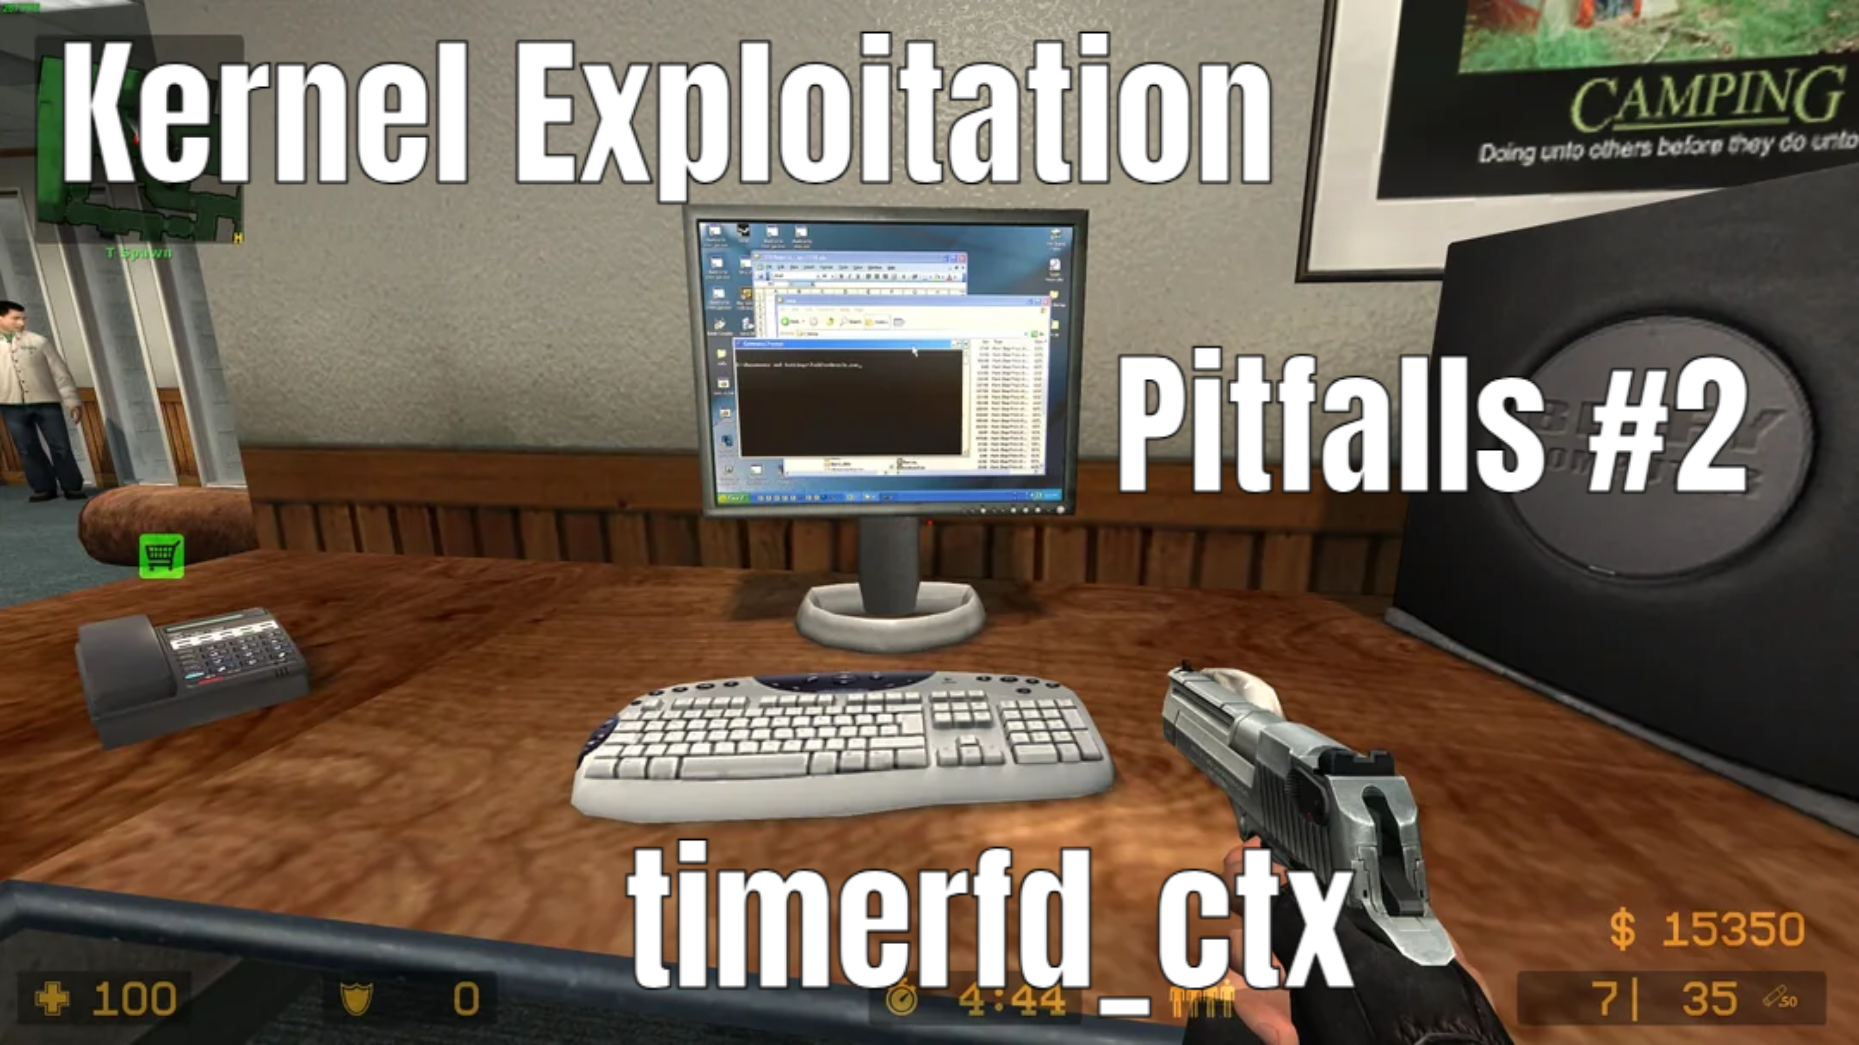 Kernel Exploitation
T Spawn
H
CAMPING
Doing unto others before they do unto
Pitfalls #2
timerfd_ctx
$ 15350
100
0
4:44
7| 35
.50